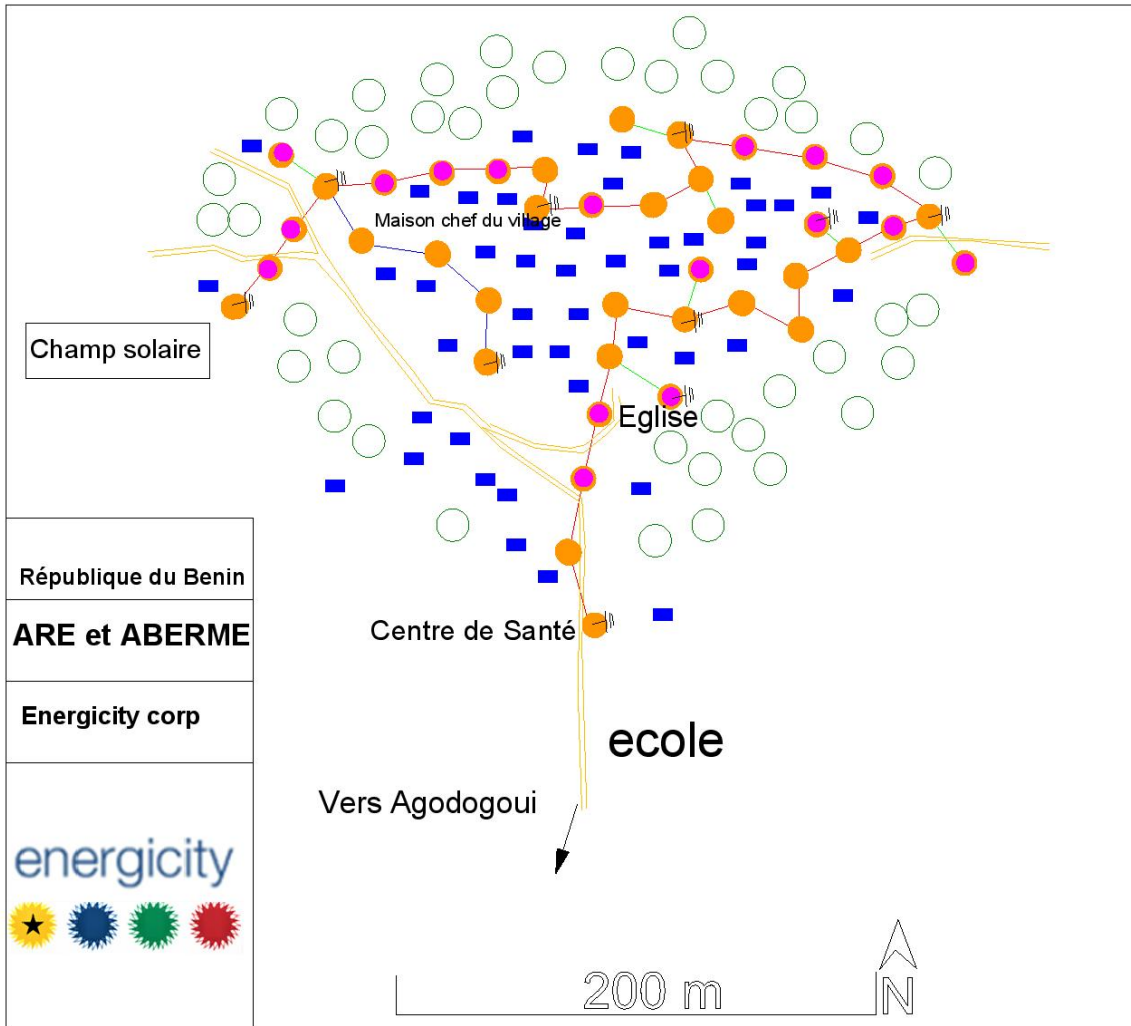 Maison chef du village
Champ solaire
Eglise
République du Benin
ARE et ABERME
Centre de Santé
Energicity corp
ecole
Vers Agodogoui
energicity
200 m
N